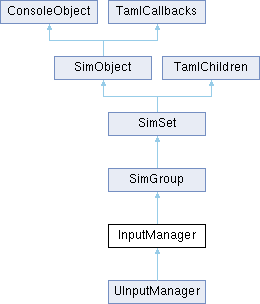 ConsoleObject TamlCallbacks
SimObject TamlChildren
SimSet
SimGroup
InputManager
UInputManager